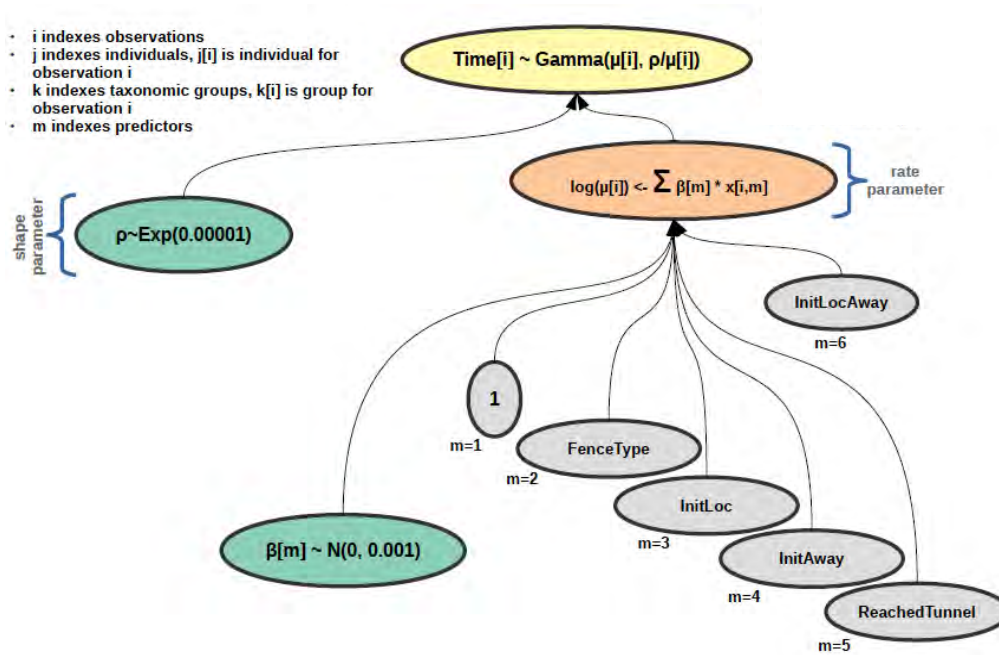 i indexes observations
j indexes individuals, j[i] is individual for
observation i
k indexes taxonomic groups, k[i] is group for
observation i
m indexes predictors
Time[i] ~ Gamma(µ[i], ρ/µ[i])
log(µ[i]) <- Σ β[m] * x[i,m]
rate
parameter
shape
parameter
ρ~Exp(0.00001)
InitLocAway
m=6
1
m=1
FenceType
m=2
InitLoc
m=3
β[m] ~ N(0, 0.001)
InitAway
m=4
ReachedTunnel
m=5